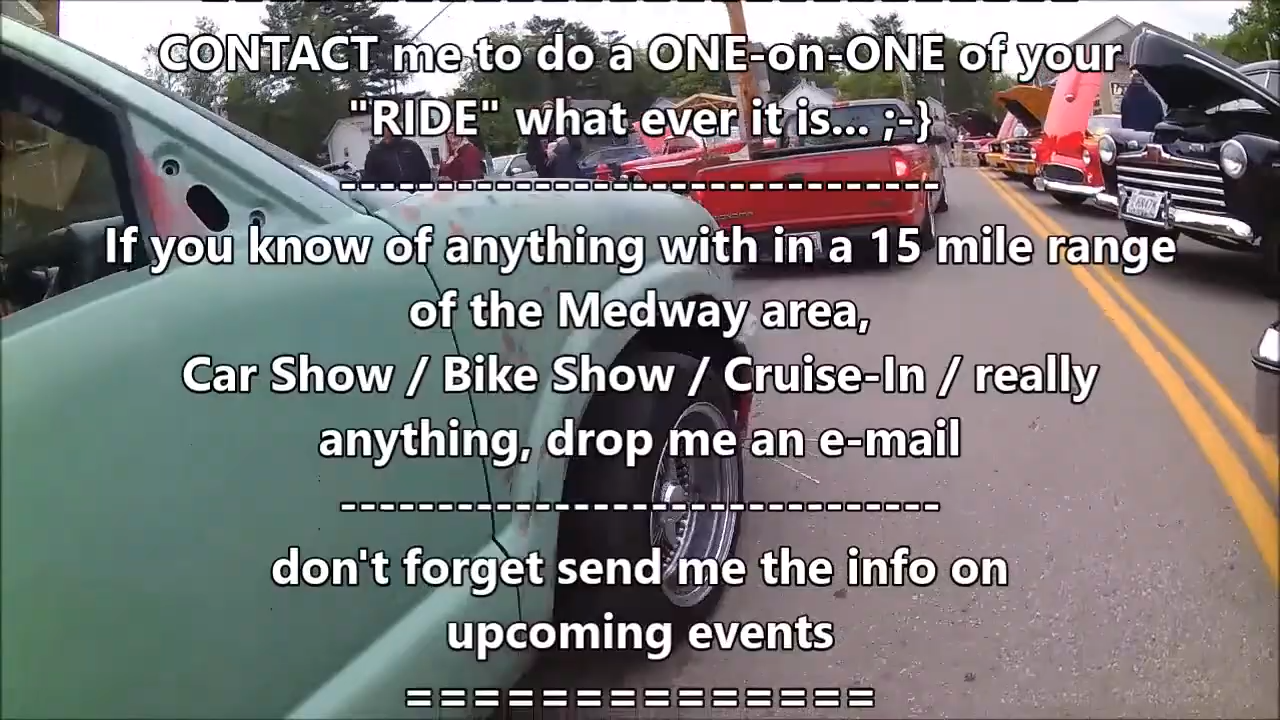 =============================
CONTACT me to do a ONE-on-ONE of your
"RIDE" what ever it is... ;-}
------------------------------
If you know of anything with in a 15 mile range
of the Medway area,
Car Show / Bike Show / Cruise-In / really
anything, drop me an e-mail
------------------------------
don't forget send me the info on
upcoming events
==============